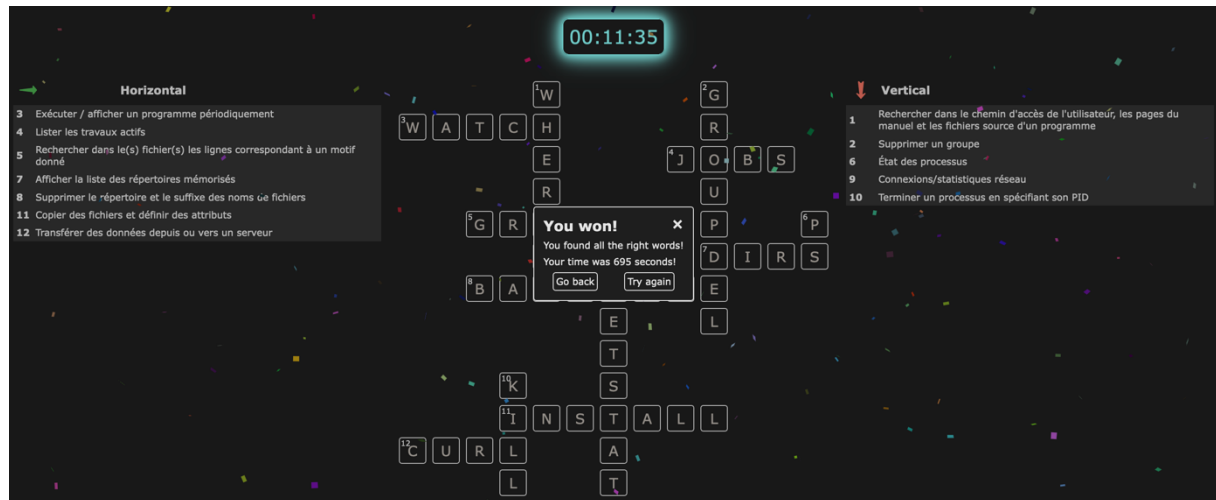 00:11:35
Horizontal
3 Exécuter / afficher un programme périodiquement
4 Lister les travaux actifs
5 Rechercher dans le(s) fichier(s) les lignes correspondant à un motif
donné
7 Afficher la liste des répertoires mémorisés
8 Supprimer le répertoire et le suffixe des noms de fichiers
11 Copier des fichiers et définir des attributs
12 Transférer des données depuis ou vers un serveur
1 W 2 G
3 W A T C H R
E 4 J O B S
R U
5 G R P 6 P
7 D I R S
8 B A E
E L
T
10 K S
11 I N S T A L L
12 C U R L A
L T
You won! ×
You found all the right words!
Your time was 695 seconds!
Go back Try again
Vertical
1 Rechercher dans le chemin d'accès de l'utilisateur, les pages du
manuel et les fichiers source d'un programme
2 Supprimer un groupe
6 État des processus
9 Connexions/statistiques réseau
10 Terminer un processus en spécifiant son PID